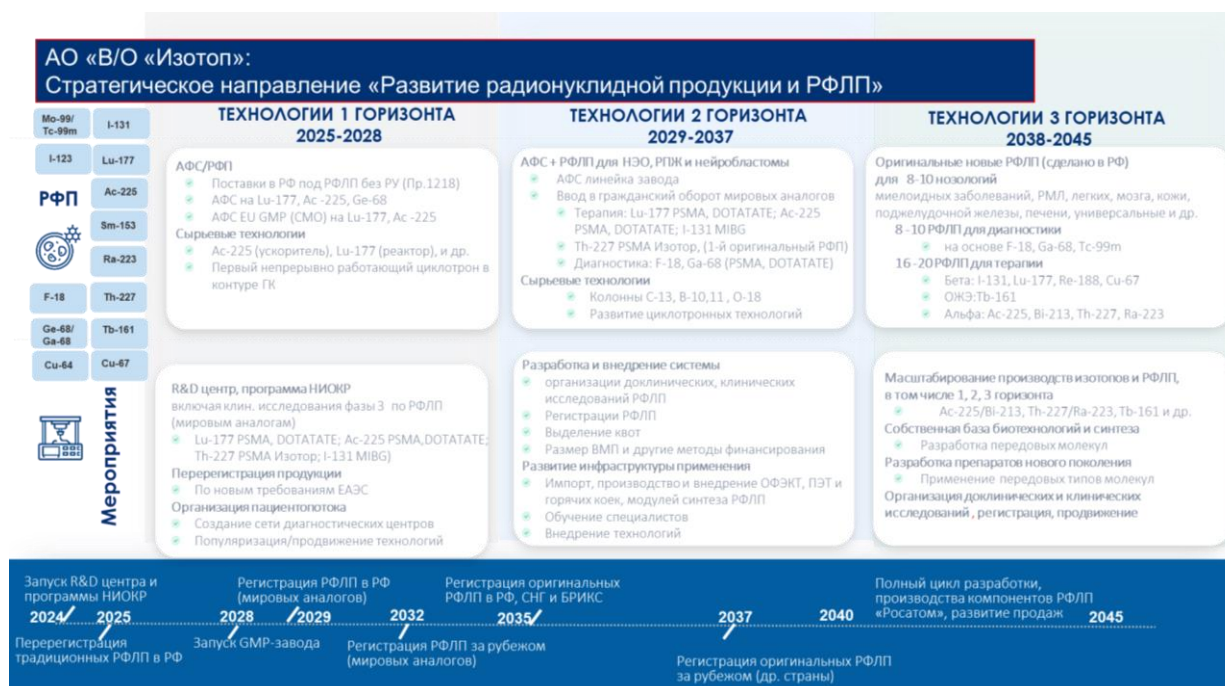 АО «В/О «Изотоп»:
Стратегическое направление «Развитие радионуклидной продукции и РФЛП»
Mo-99/
Tc-99m
I-131
I-123
Lu-177
РФП
Ac-225
Sm-153
Ra-223
F-18
Th-227
Ge-68/
Ga-68
Tb-161
Cu-64
Cu-67
Мероприятия
ТЕХНОЛОГИИ 1 ГОРИЗОНТА
2025-2028
АФС/РФП
Поставки в РФ под РФЛП без РУ (Пр.1218)
АФС на Lu-177, Ac -225, Ge-68
АФС EU GMP (СМО) на Lu-177, Ac -225
Сырьевые технологии
Ac-225 (ускоритель), Lu-177 (реактор), и др.
Первый непрерывно работающий циклотрон в
контуре ГК
R&D центр, программа НИОКР
включая клин. исследования фазы 3 по РФЛП
(мировым аналогам)
Lu-177 PSMA, DOTATATE; Ac-225 PSMA,DOTATATE;
Th-227 PSMA Изотор; I-131 MIBG)
Перерегистрация продукции
По новым требованиям ЕАЭС
Организация пациентопотока
Создание сети диагностических центров
Популяризация/продвижение технологий
ТЕХНОЛОГИИ 2 ГОРИЗОНТА
2029-2037
АФС + РФЛП для НЭО, РПЖ и нейробластомы
АФС линейка завода
Ввод в гражданский оборот мировых аналогов
Терапия: Lu-177 PSMA, DOTATATE; Ac-225
PSMA, DOTATATE; I-131 MIBG
Th-227 PSMA Изотор, (1-й оригинальный РФП)
Диагностика: F-18, Ga-68 (PSMA, DOTATATE)
Сырьевые технологии
Колонны С-13, В-10,11 , О-18
Развитие циклотронных технологий
Разработка и внедрение системы
организации доклинических, клинических
исследований РФЛП
Регистрации РФЛП
Выделение квот
Размер ВМП и другие методы финансирования
Развитие инфраструктуры применения
Импорт, производство и внедрение ОФЭКТ, ПЭТ и
горячих коек, модулей синтеза РФЛП
Обучение специалистов
Внедрение технологий
ТЕХНОЛОГИИ 3 ГОРИЗОНТА
2038-2045
Оригинальные новые РФЛП (сделано в РФ)
для 8-10 нозологий
миелоидных заболеваний, РМЛ, легких, мозга, кожи,
поджелудочной железы, печени, универсальные и др.
8-10 РФЛП для диагностики
на основе F-18, Ga-68, Tc-99m
16-20 РФЛП для терапии
Бета: I-131, Lu-177, Re-188, Cu-67
ОЖЭ:Tb-161
Альфа: Ac-225, Bi-213, Th-227, Ra-223
Масштабирование производств изотопов и РФЛП,
в том числе 1, 2, 3 горизонта
Ac-225/Bi-213, Th-227/Ra-223, Tb-161 и др.
Собственная база биотехнологий и синтеза
Разработка передовых молекул
Разработка препаратов нового поколения
Применение передовых типов молекул
Организация доклинических и клинических
исследований , регистрация, продвижение
Запуск R&D центра и
программы НИОКР
Регистрация РФЛП в РФ
(мировых аналогов)
Регистрация оригинальных
РФЛП в РФ, СНГ и БРИКС
Полный цикл разработки,
производства компонентов РФЛП
«Росатом», развитие продаж
2024 2025 2028 2029 2032 2035 2037 2040 2045
Перерегистрация
традиционных РФЛП в РФ
Запуск GMP-завода
Регистрация РФЛП за рубежом
(мировых аналогов)
Регистрация оригинальных РФЛП
за рубежом (др. страны)